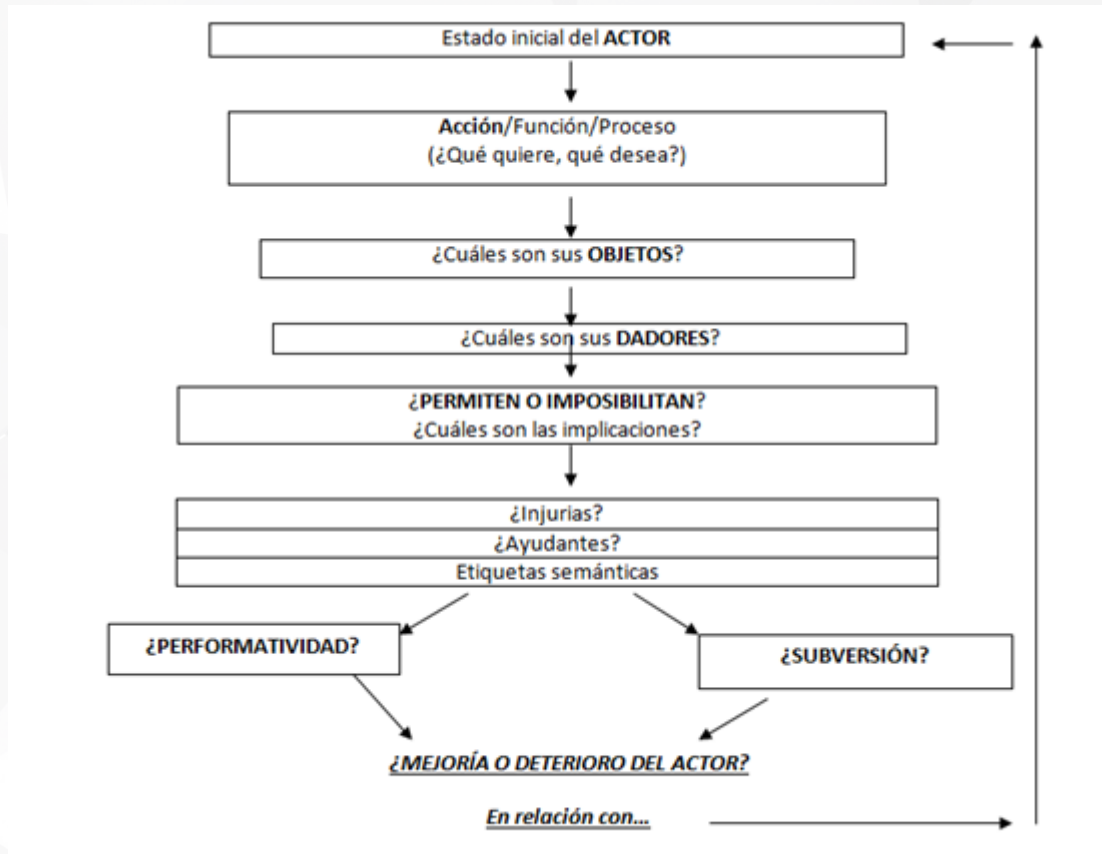 Estado inicial del ACTOR
Acción/Función/Proceso
(¿Qué quiere, qué desea?)
¿Cuáles son sus OBJETOS?
¿Cuáles son sus DADORES?
¿PERMITEN O IMPOSIBILITAN?
¿Cuáles son las implicaciones?
¿Injurias?
¿Ayudantes?
Etiquetas semánticas
¿PERFORMATIVIDAD?
¿SUBVERSIÓN?
¿MEJORÍA O DETERIORO DEL ACTOR?
En relación con...